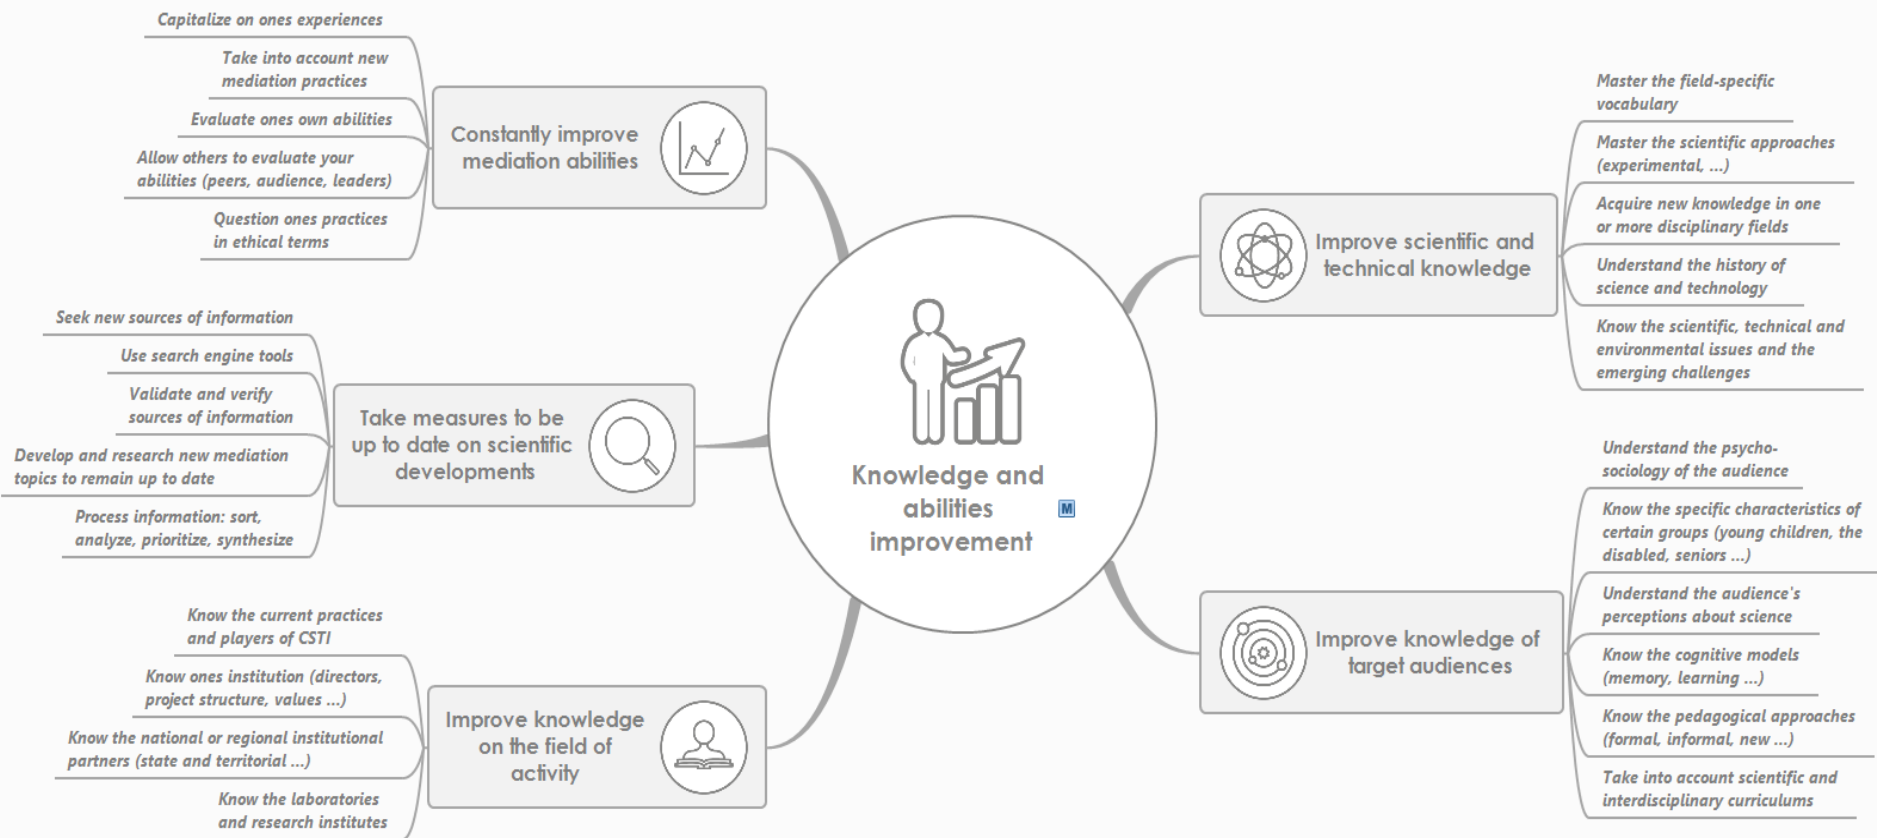 Capitalize on ones experiences
Take into account new
mediation practices
Evaluate ones own abilities
Allow others to evaluate your
abilities (peers, audience, leaders)
Question ones practices
in ethical terms
Constantly improve
mediation abilities
Seek new sources of information
Use search engine tools
Validate and verify
sources of information
Develop and research new mediation
topics to remain up to date
Process information: sort,
analyze, prioritize, synthesize
Take measures to be
up to date on scientific
developments
Know the current practices
and players of CSTI
Know ones institution (directors,
project structure, values ...)
Know the national or regional institutional
partners (state and territorial ...)
Know the laboratories
and research institutes
Improve knowledge
on the field of
activity
Knowledge and
abilities
improvement
M
Improve scientific and
technical knowledge
Master the field-specific
vocabulary
Master the scientific approaches
(experimental, ...)
Acquire new knowledge in one
or more disciplinary fields
Understand the history of
science and technology
Know the scientific, technical and
environmental issues and the
emerging challenges
Improve knowledge of
target audiences
Understand the psycho-
sociology of the audience
Know the specific characteristics of
certain groups (young children, the
disabled, seniors ...)
Understand the audience's
perceptions about science
Know the cognitive models
(memory, learning ...)
Know the pedagogical approaches
(formal, informal, new ...)
Take into account scientific and
interdisciplinary curriculums